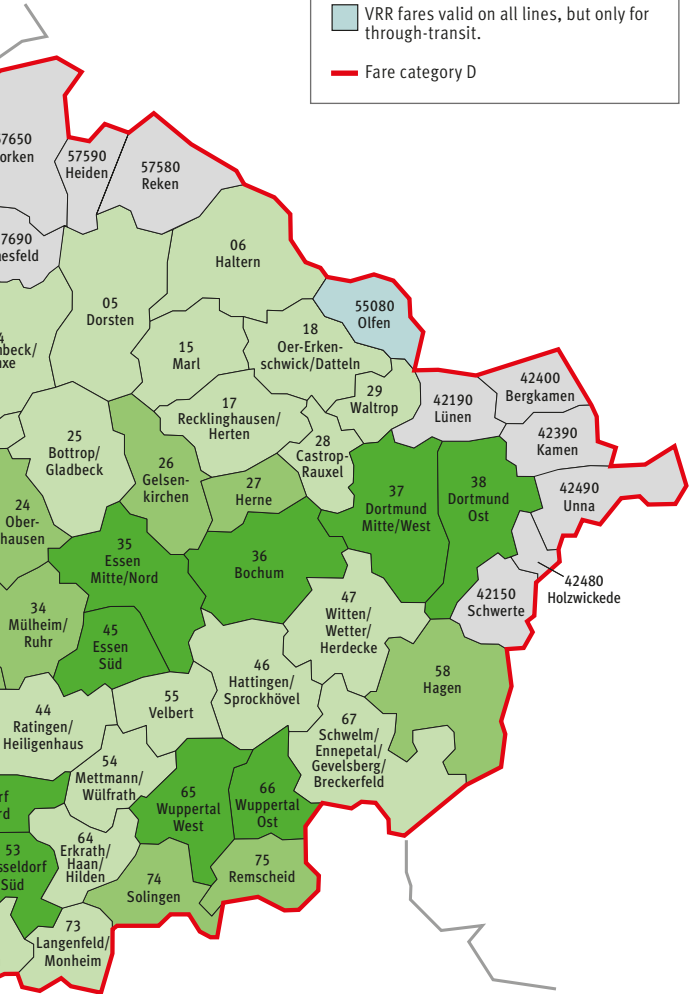 VRR fares valid on all lines, but only for
through-transit.
Fare category D
57590
Heiden
57580
Reken
06
Haltern
55080
Olfen
05
Dorsten
15
Marl
18
Oer-Erken-
schwick/Datteln
29
Waltrop
42190
Lünen
42400
Bergkamen
42390
Kamen
42490
Unna
42480
Holzwickede
42150
Schwerte
17
Recklinghausen/
Herten
28
Castrop-
Rauxel
25
Bottrop/
Gladbeck
26
Gelsen-
kirchen
27
Herne
37
Dortmund
Mitte/West
38
Dortmund
Ost
24
Ober-
hausen
35
Essen
Mitte/Nord
36
Bochum
34
Mülheim/
Ruhr
45
Essen
Süd
47
Witten/
Wetter/
Herdecke
46
Hattingen/
Sprockhövel
58
Hagen
44
Ratingen/
Heiligenhaus
55
Velbert
67
Schwelm/
Ennepetal/
Gevelsberg/
Breckerfeld
54
Mettmann/
Wülfrath
65
Wuppertal
West
66
Wuppertal
Ost
53
Süd
64
Erkrath/
Haan/
Hilden
74
Solingen
75
Remscheid
73
Langenfeld/
Monheim